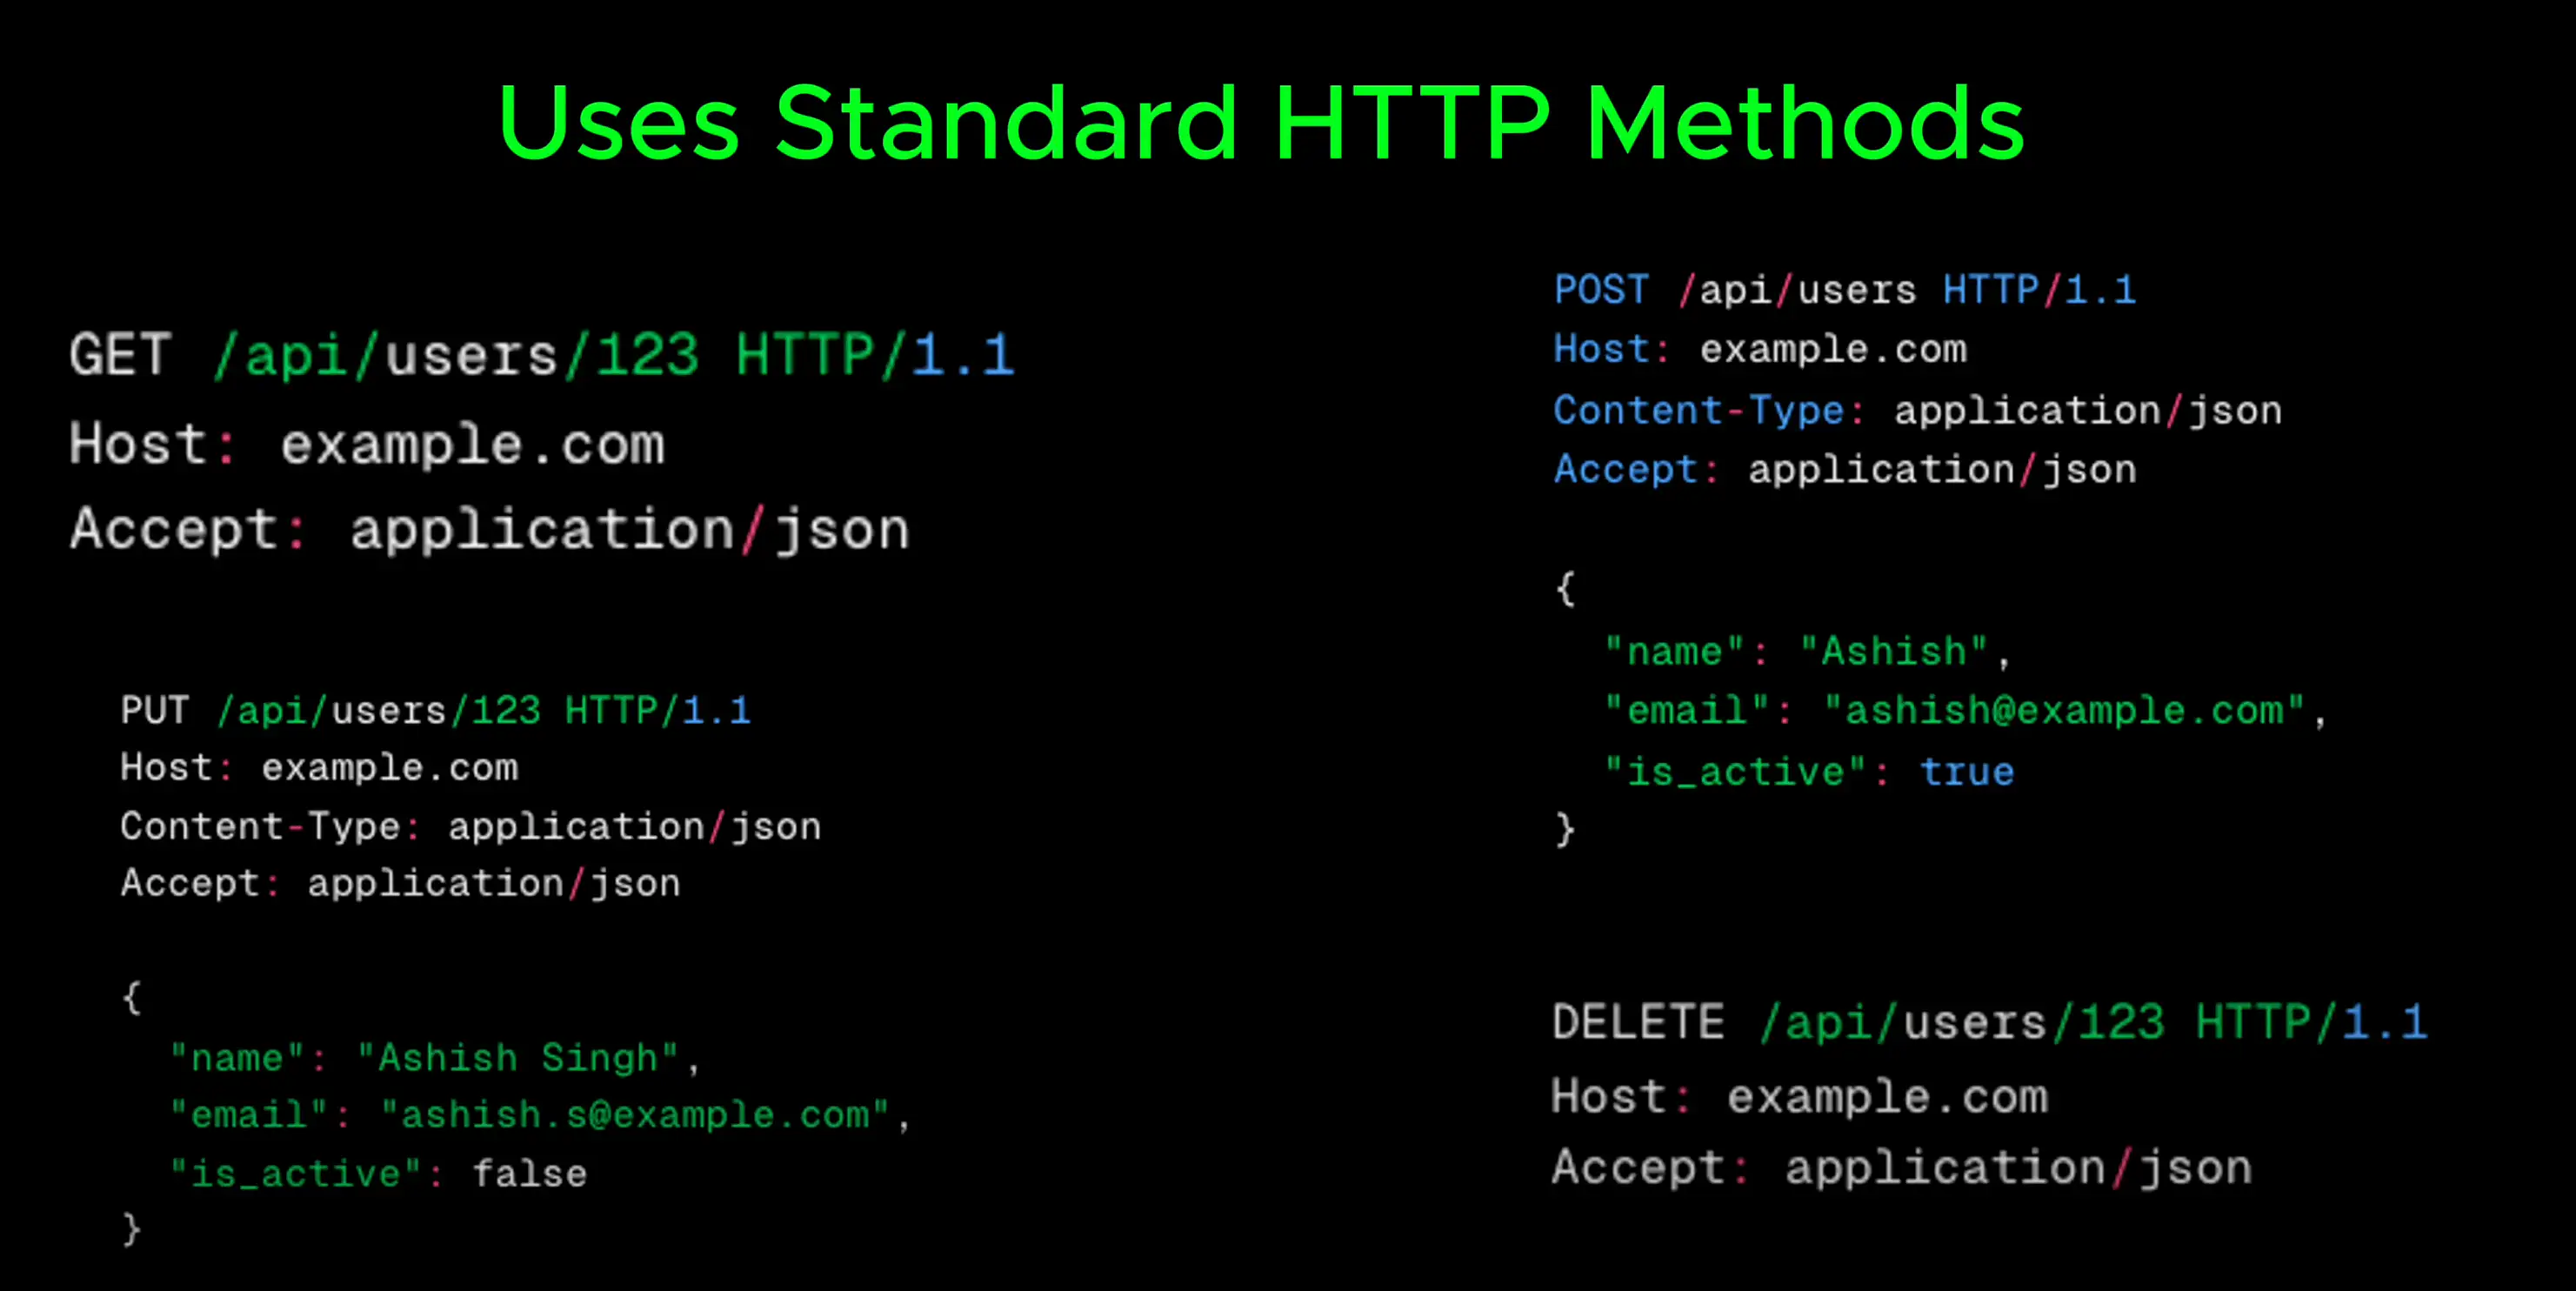 Uses Standard HTTP Methods
GET /api/users/123 HTTP/1.1
Host: example.com
Accept: application/json
PUT /api/users/123 HTTP/1.1
Host: example.com
Content-Type: application/json
Accept: application/json
{
"name": "Ashish Singh",
"email": "ashish.s@example.com",
"is_active": false
}
POST /api/users HTTP/1.1
Host: example.com
Content-Type: application/json
Accept: application/json
{
"name": "Ashish",
"email": "ashish@example.com",
"is_active": true
}
DELETE /api/users/123 HTTP/1.1
Host: example.com
Accept: application/json